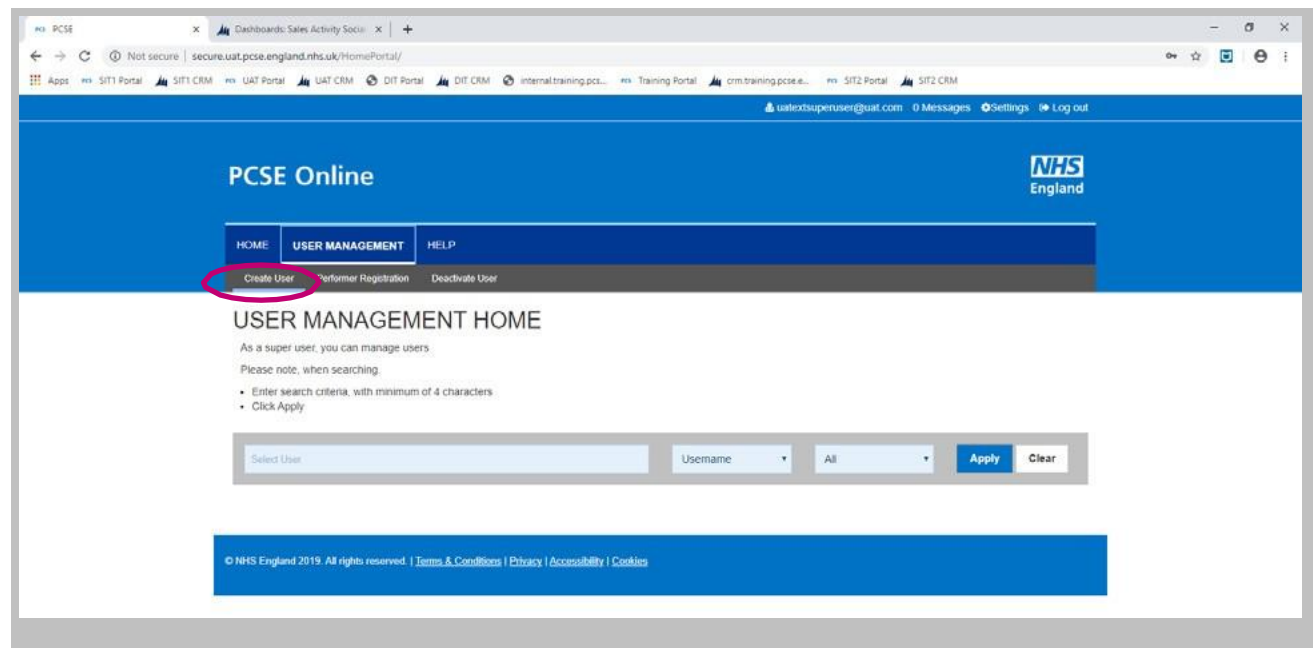 PCSE
Dashboards: Sales Activity Social
Not secure | secure.uat.pcse.england.nhs.uk/HomePortal/
Apps SIT1 Portal SIT1 CRM UAT Portal UAT CRM DIT Portal DIT CRM internal.training.pcs... Training Portal crm.training.pcse.e... SIT2 Portal SIT2 CRM
uatextsuperuser@uat.com 0 Messages Settings Log out
PCSE Online
NHS
England
HOME USER MANAGEMENT HELP
Create User Performer Registration Deactivate User
USER MANAGEMENT HOME
As a super user, you can manage users
Please note, when searching.
• Enter search criteria, with minimum of 4 characters
• Click Apply
Select User Username All Apply Clear
© NHS England 2019. All rights reserved. | Terms & Conditions | Privacy | Accessibility | Cookies